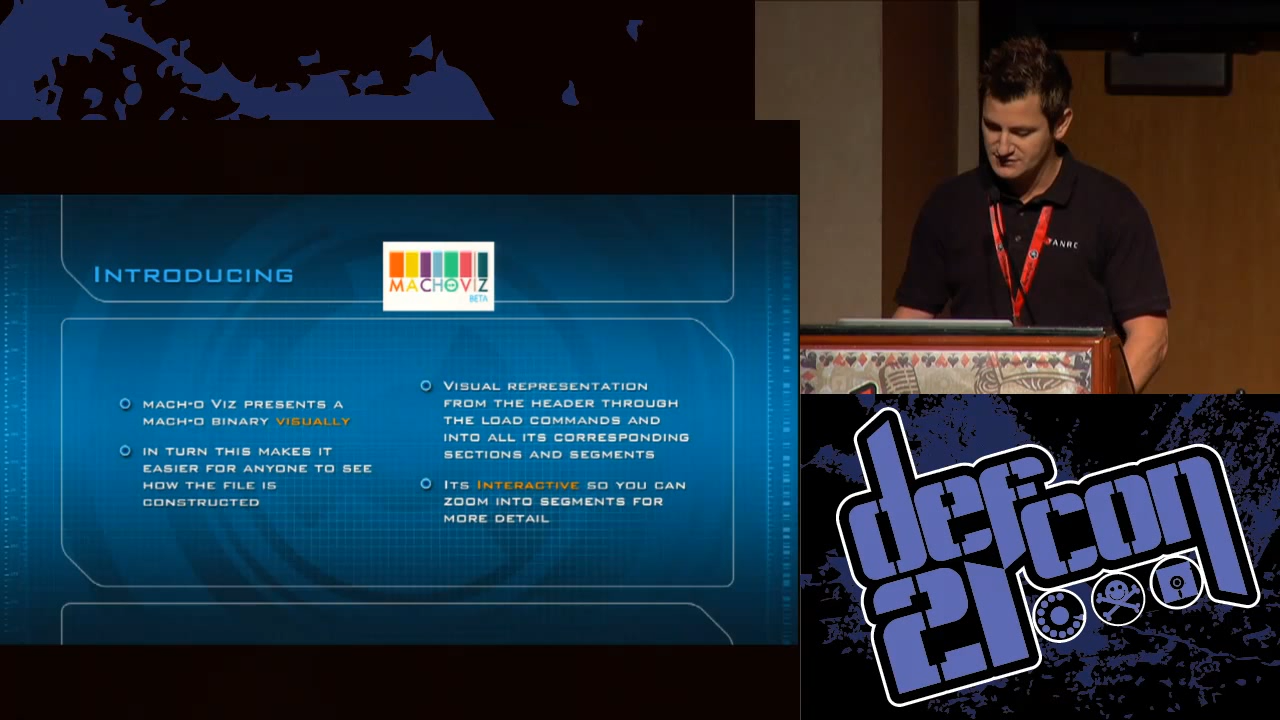 Introducing
MACHOVIZ
BETA
Mach-O Viz presents a
Mach-O binary visually
In turn this makes it
easier for anyone to see
how the file is
constructed
Visual representation
from the header through
the load commands and
into all its corresponding
sections and segments
Its Interactive so you can
zoom into segments for
more detail
ANRC
defcon
21